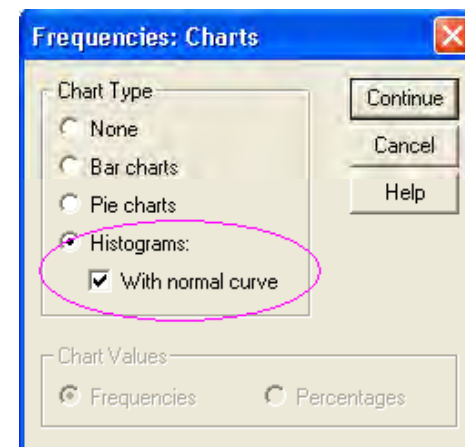 Frequencies: Charts
Chart Type
None
Bar charts
Pie charts
Histograms:
With normal curve
Continue
Cancel
Help
Chart Values
Frequencies Percentages